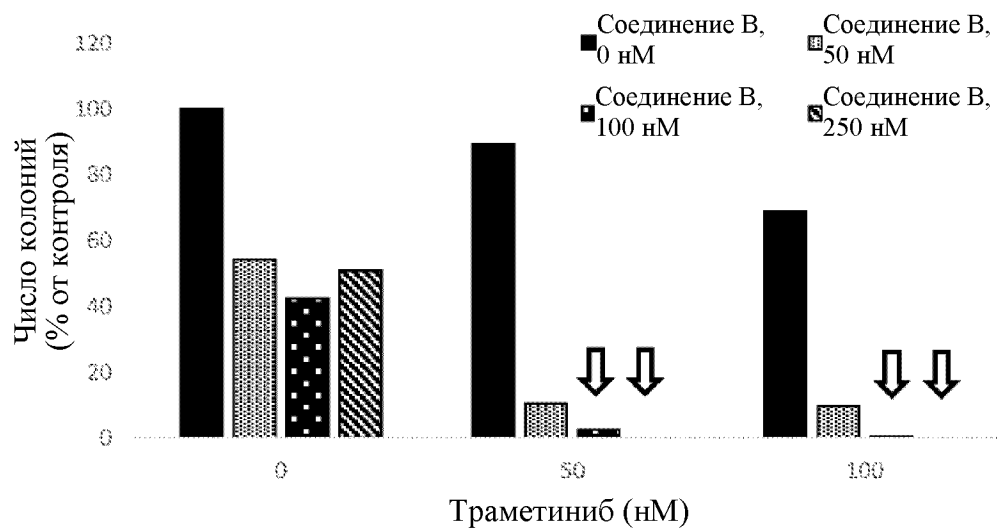 Соединение В,
0 нМ
Соединение В,
50 нМ
Соединение В,
100 нМ
Соединение В,
250 нМ
Число колоний
(% от контроля)
120
100
80
60
40
20
0
0
50
100
Траметиниб (нМ)